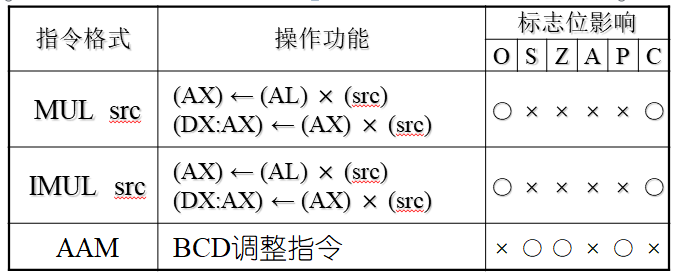 指令格式 操作功能 标志位影响
O S Z A P C
MUL src (AX) ← (AL) × (src)
(DX:AX) ← (AX) × (src)
○ × × × × ○
IMUL src (AX) ← (AL) × (src)
(DX:AX) ← (AX) × (src)
○ × × × × ○
AAM BCD调整指令 × ○ ○ × ○ ×